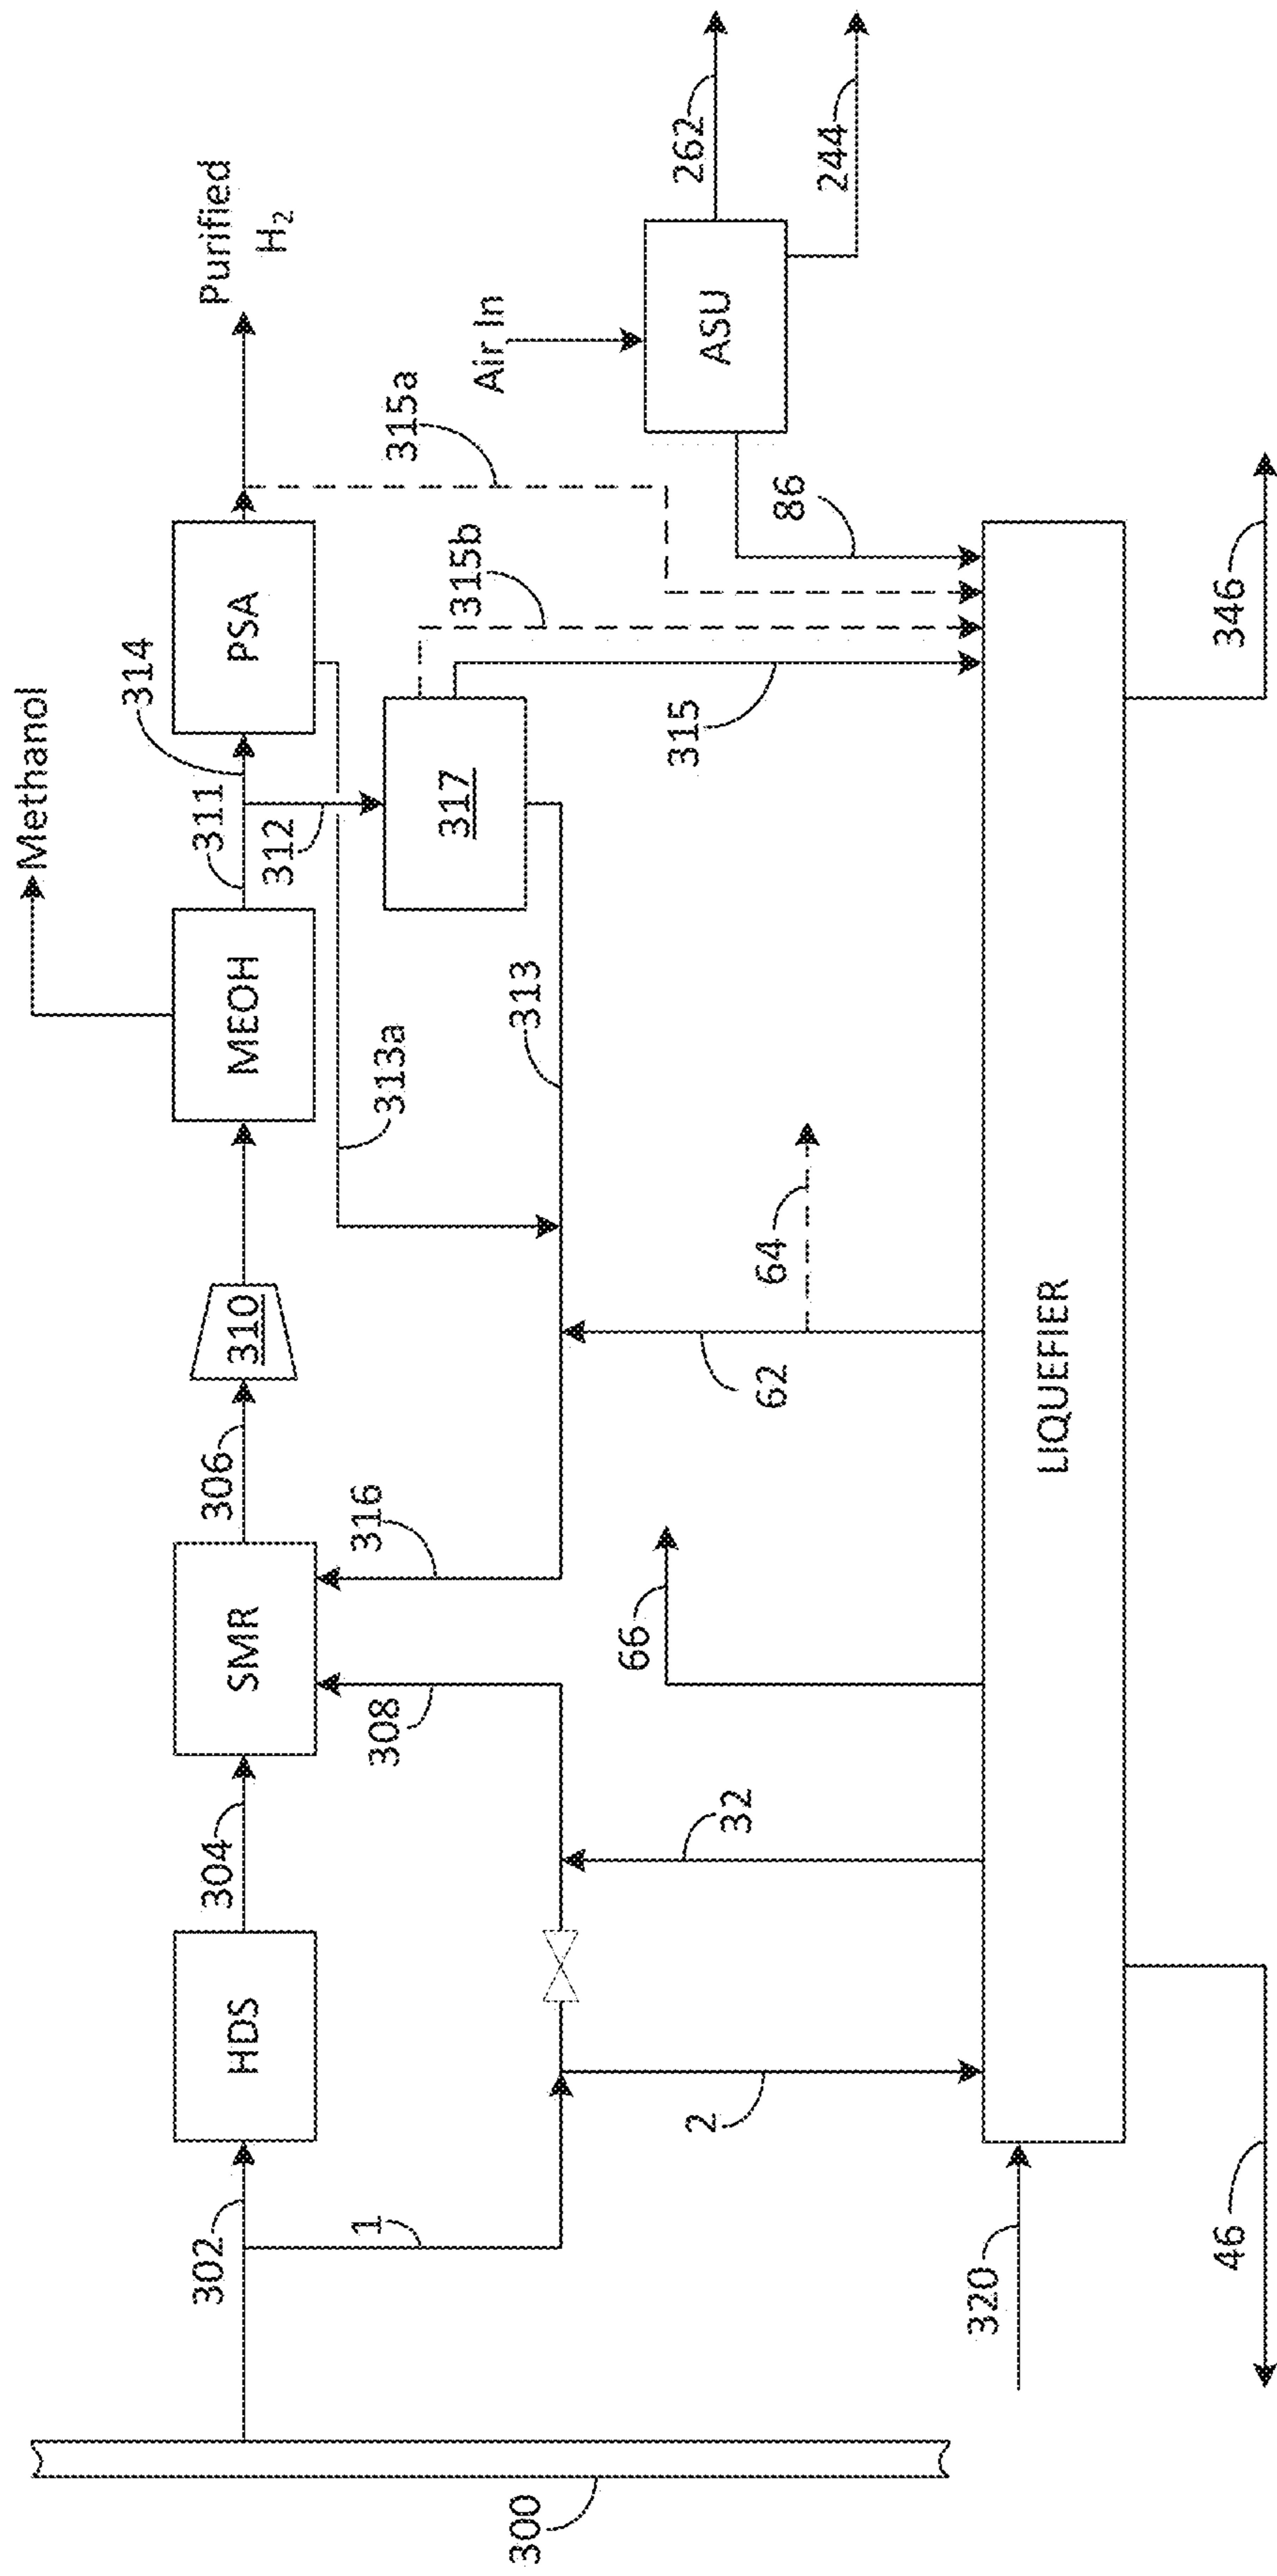 Methanol
Purified
H₂
302
HDS
304
SMR
306
310
MEOH
311
314
PSA
1
308
316
313a
312
317
313
315b
315a
Air In
ASU
262
244
300
2
32
66
62
64
315
86
320
LIQUEFIER
46
346